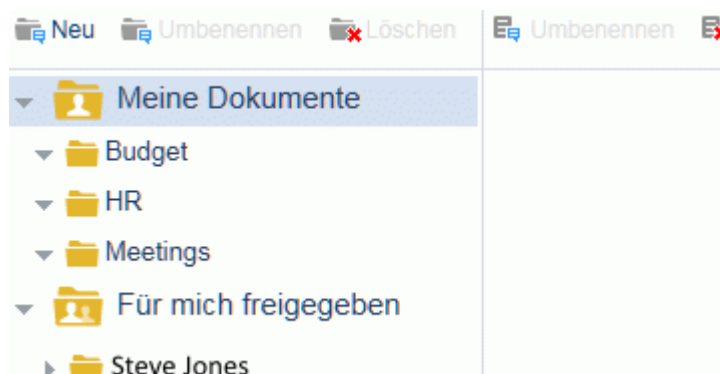 Neu Umbenennen Löschen Umbenennen
Meine Dokumente
Budget
HR
Meetings
Für mich freigegeben
Steve Jones